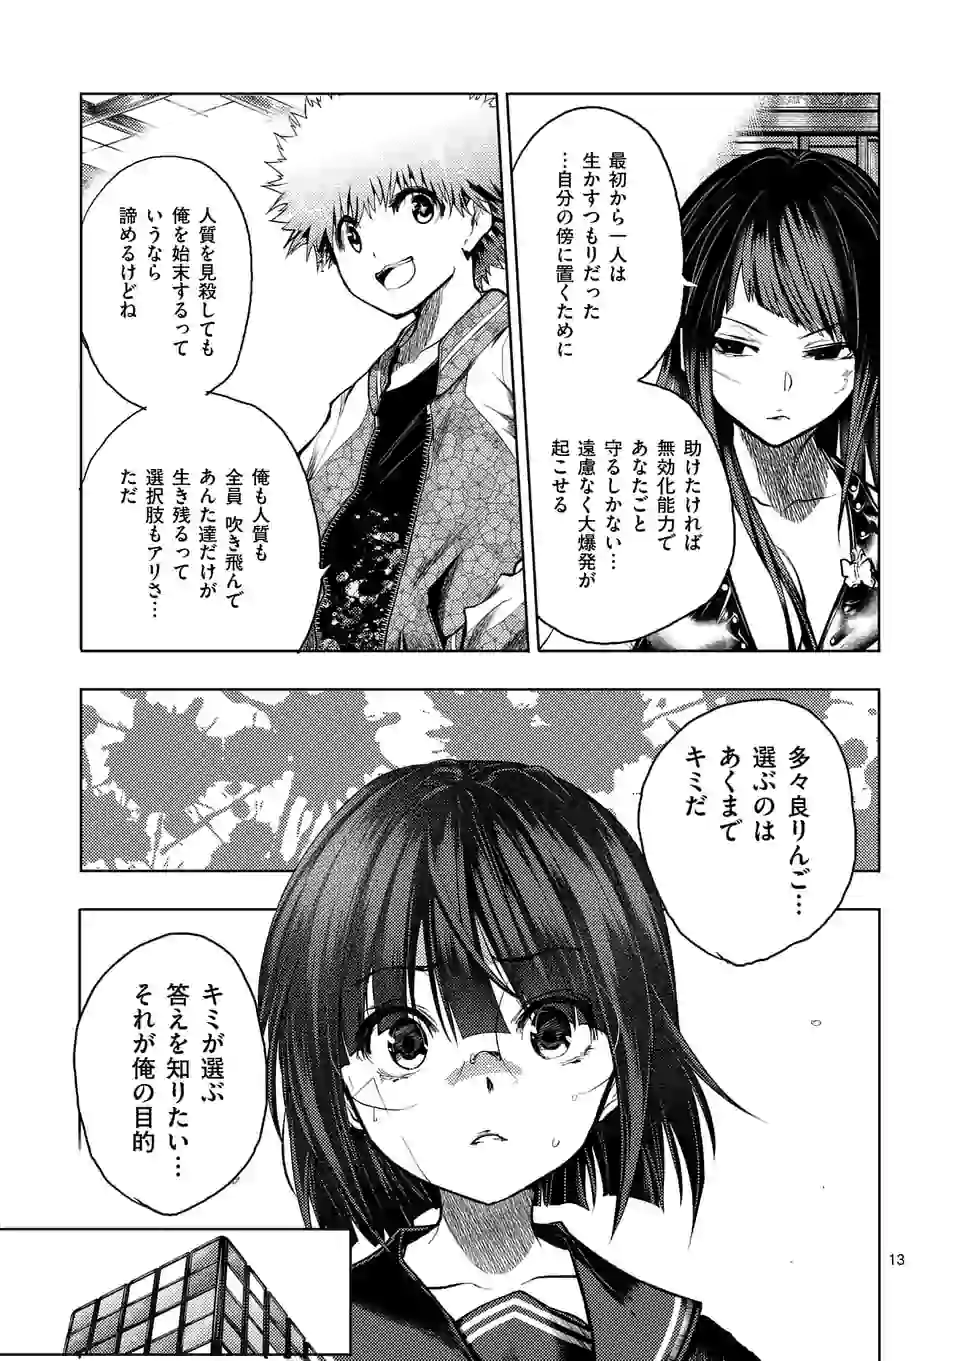 最初から一人は
生かすつもりだった
…自分の傍に置くために
助けたければ
無効化能力で
あなたごと
守るしかない…
遠慮なく大爆発が
起こせる
人質を見殺しても
俺を始末するって
いうなら
諦めるけどね
俺も人質も
全員 吹き飛んで
あんた達だけが
生き残るって
選択肢もアリさ…
ただ
多々良りんご…
選ぶのは
あくまで
キミだ
キミが選ぶ
答えを知りたい…
それが俺の目的
13